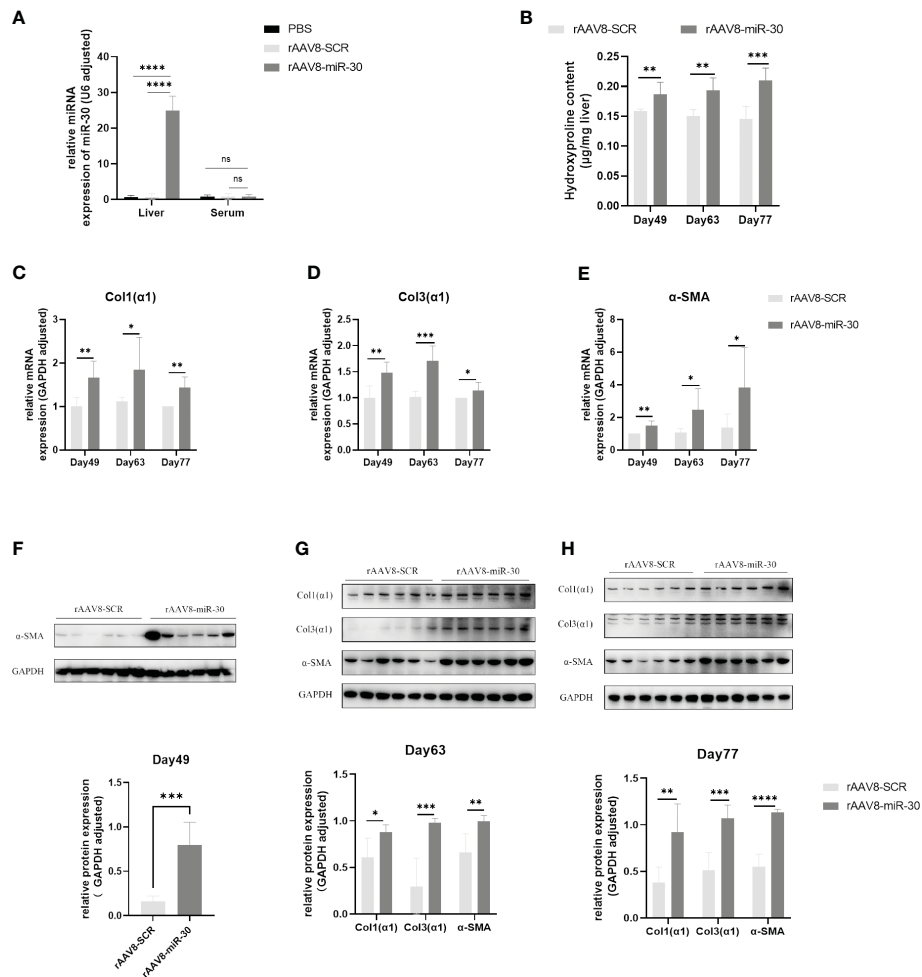 A
PBS
rAAV8-SCR
rAAV8-miR-30
relative miRNA
expression of miR-30 (U6 adjusted)
40
30
20
10
0
****
****
ns
ns
Liver
Serum
B
rAAV8-SCR
rAAV8-miR-30
Hydroxyproline content
(μg/mg liver)
0.25
0.20
0.15
0.10
0.05
0.00
**
**
***
Day49
Day63
Day77
C
Col1(α1)
relative mRNA
expression (GAPDH adjusted)
3
2
1
0
**
*
**
Day49
Day63
Day77
D
Col3(α1)
relative mRNA
expression (GAPDH adjusted)
2.5
2.0
1.5
1.0
0.5
0.0
**
***
*
Day49
Day63
Day77
E
α-SMA
rAAV8-SCR
rAAV8-miR-30
relative mRNA
expression (GAPDH adjusted)
8
6
4
2
0
**
*
*
Day49
Day63
Day77
F
rAAV8-SCR
rAAV8-miR-30
α-SMA
GAPDH
Day49
relative protein expression
(GAPDH adjusted)
1.5
1.0
0.5
0.0
***
rAAV8-SCR
rAAV8-miR-30
G
rAAV8-SCR
rAAV8-miR-30
Col1(α1)
Col3(α1)
α-SMA
GAPDH
Day63
relative protein expression
(GAPDH adjusted)
1.5
1.0
0.5
0.0
*
***
**
Col1(α1)
Col3(α1)
α-SMA
H
rAAV8-SCR
rAAV8-miR-30
Col1(α1)
Col3(α1)
α-SMA
GAPDH
Day77
rAAV8-SCR
rAAV8-miR-30
relative protein expression
(GAPDH adjusted)
1.5
1.0
0.5
0.0
**
***
****
Col1(α1)
Col3(α1)
α-SMA